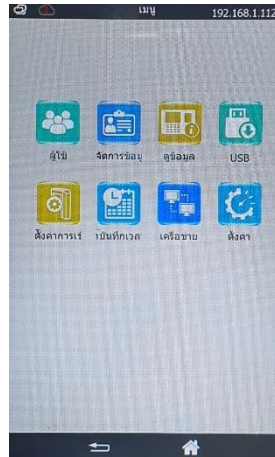 เมนู 192.168.1.112
ผู้ใช้ จัดการข้อมู ดูข้อมูล USB
ตั้งค่าการเร้ าบันทึกเวล เครือข่าย ตั้งค่า